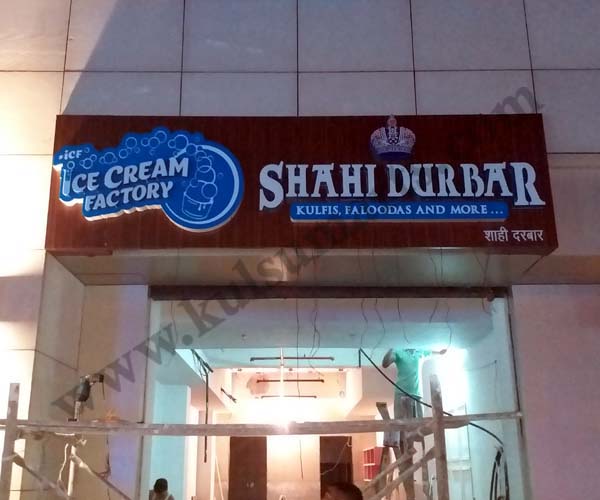 iCF
ICE CREAM
FACTORY
SHAHI DURBAR
KULFIS, FALOODAS AND MORE...
शाही दरबार